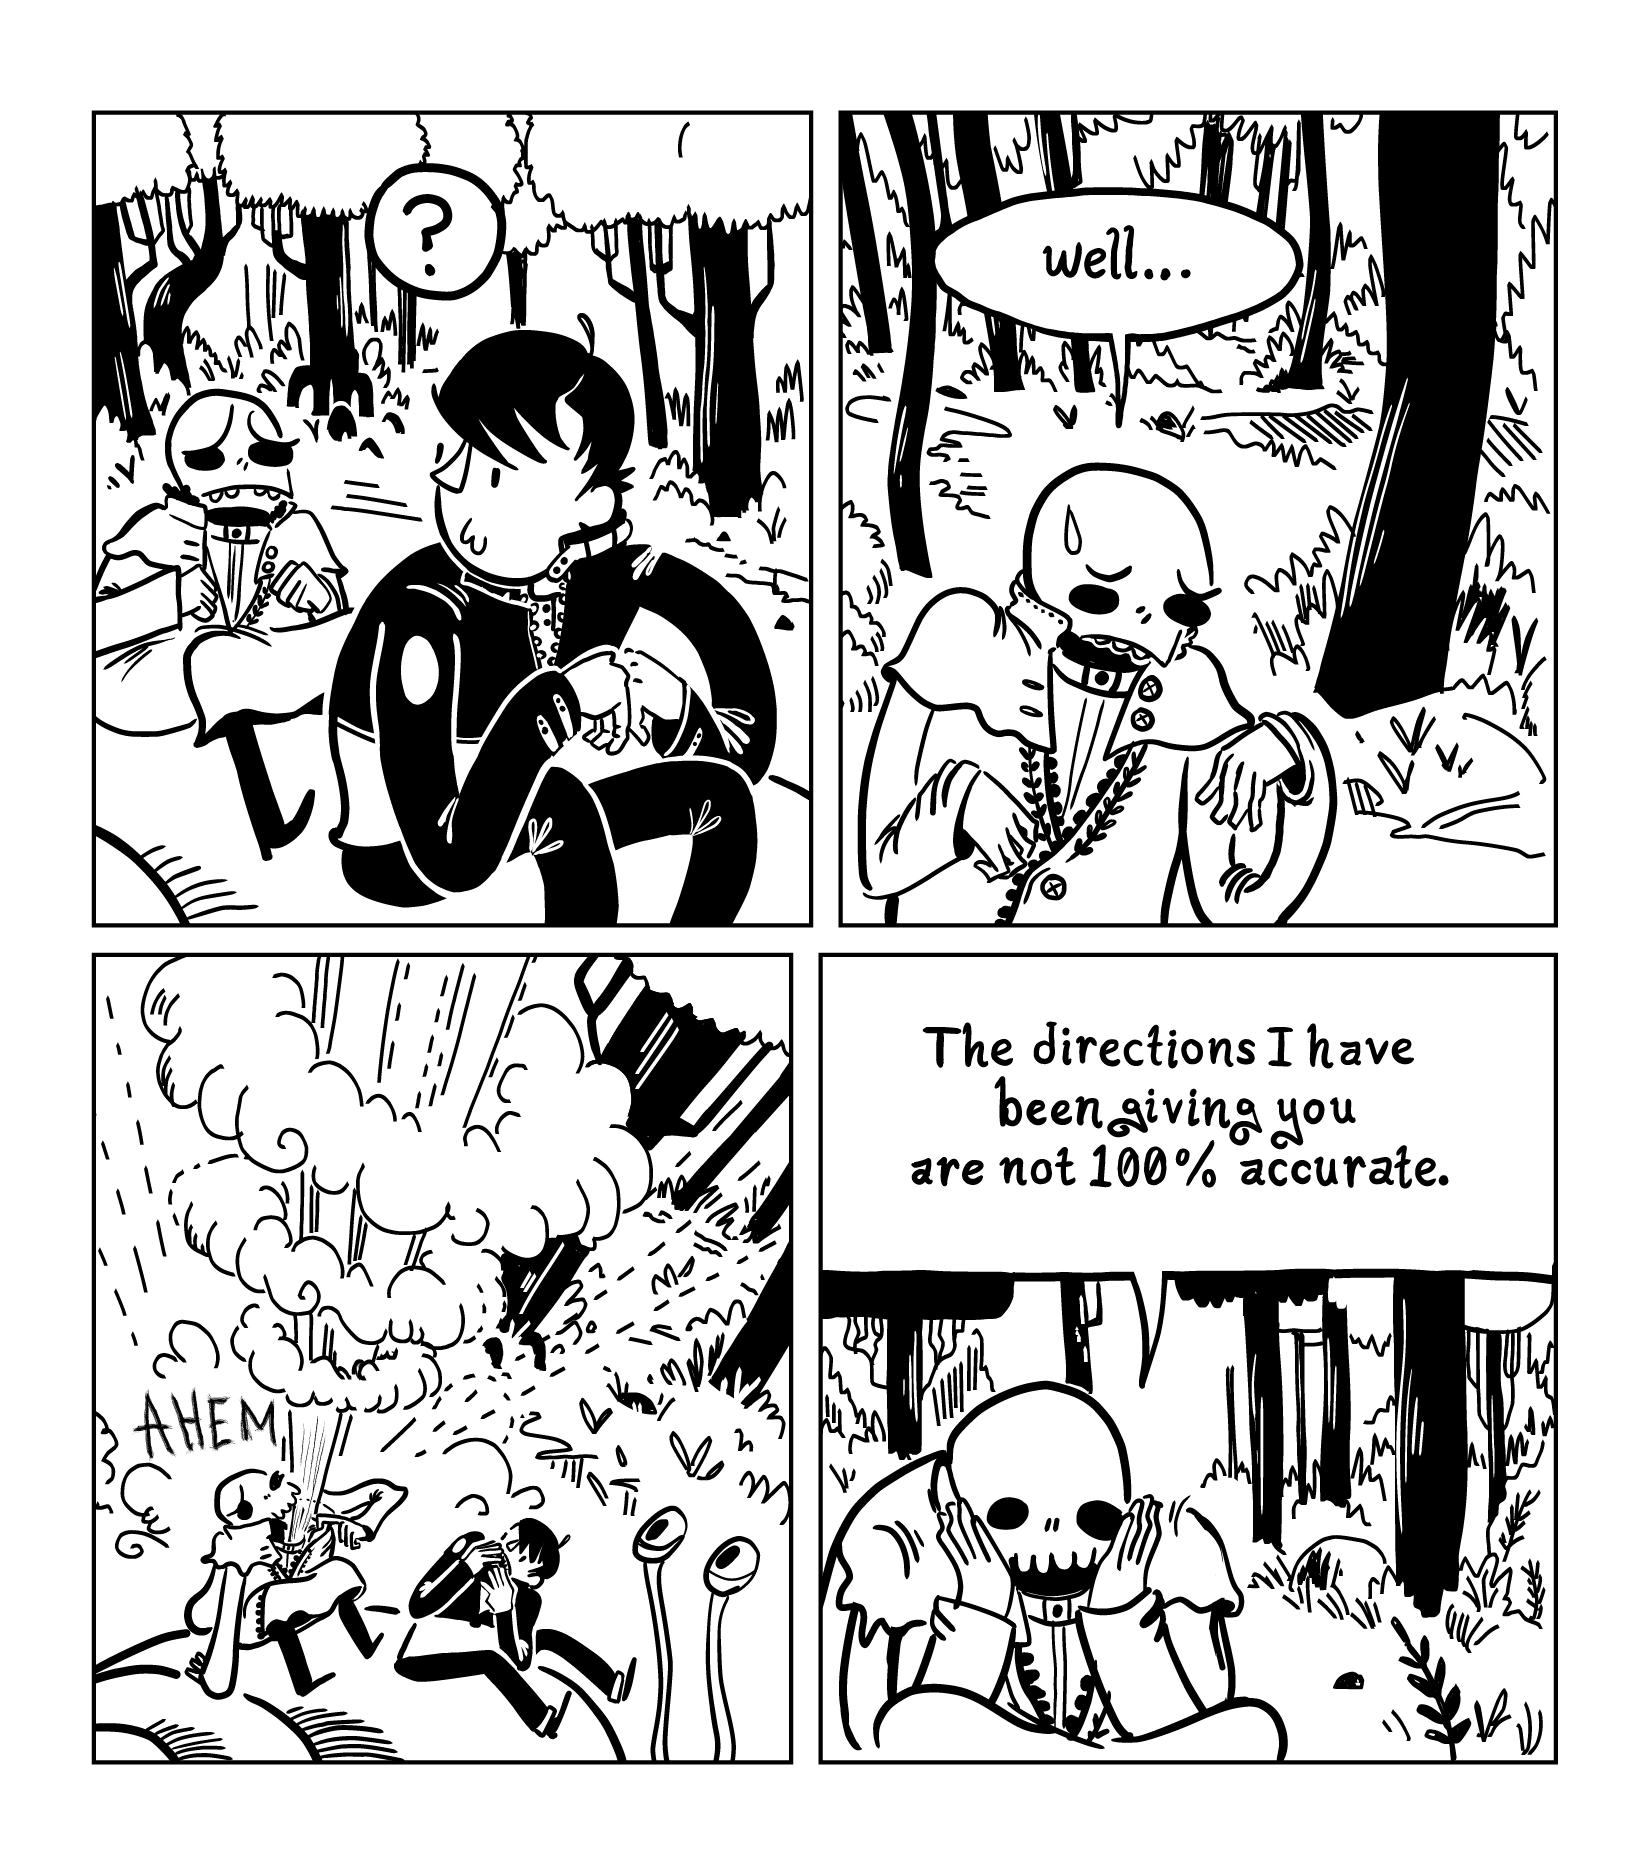 ?
well...
AHEM
The directions I have
been giving you
are not 100% accurate.